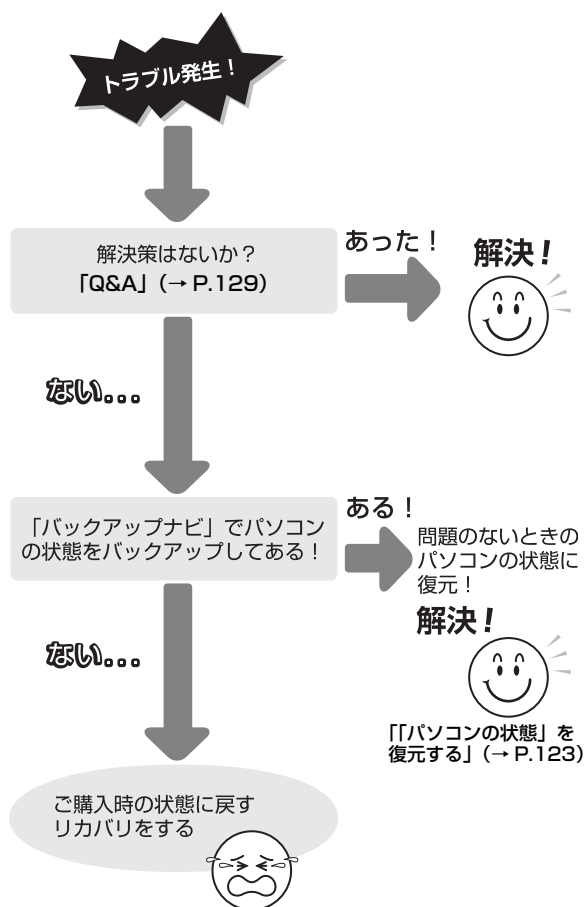 トラブル発生！
解決策はないか？
「Q&A」（→ P.129）
あった！
解決！
ない...
「バックアップナビ」でパソコン
の状態をバックアップしてある！
ある！
問題のないときの
パソコンの状態に
復元！
解決！
「「パソコンの状態」を
復元する」（→ P.123）
ない...
ご購入時の状態に戻す
リカバリをする